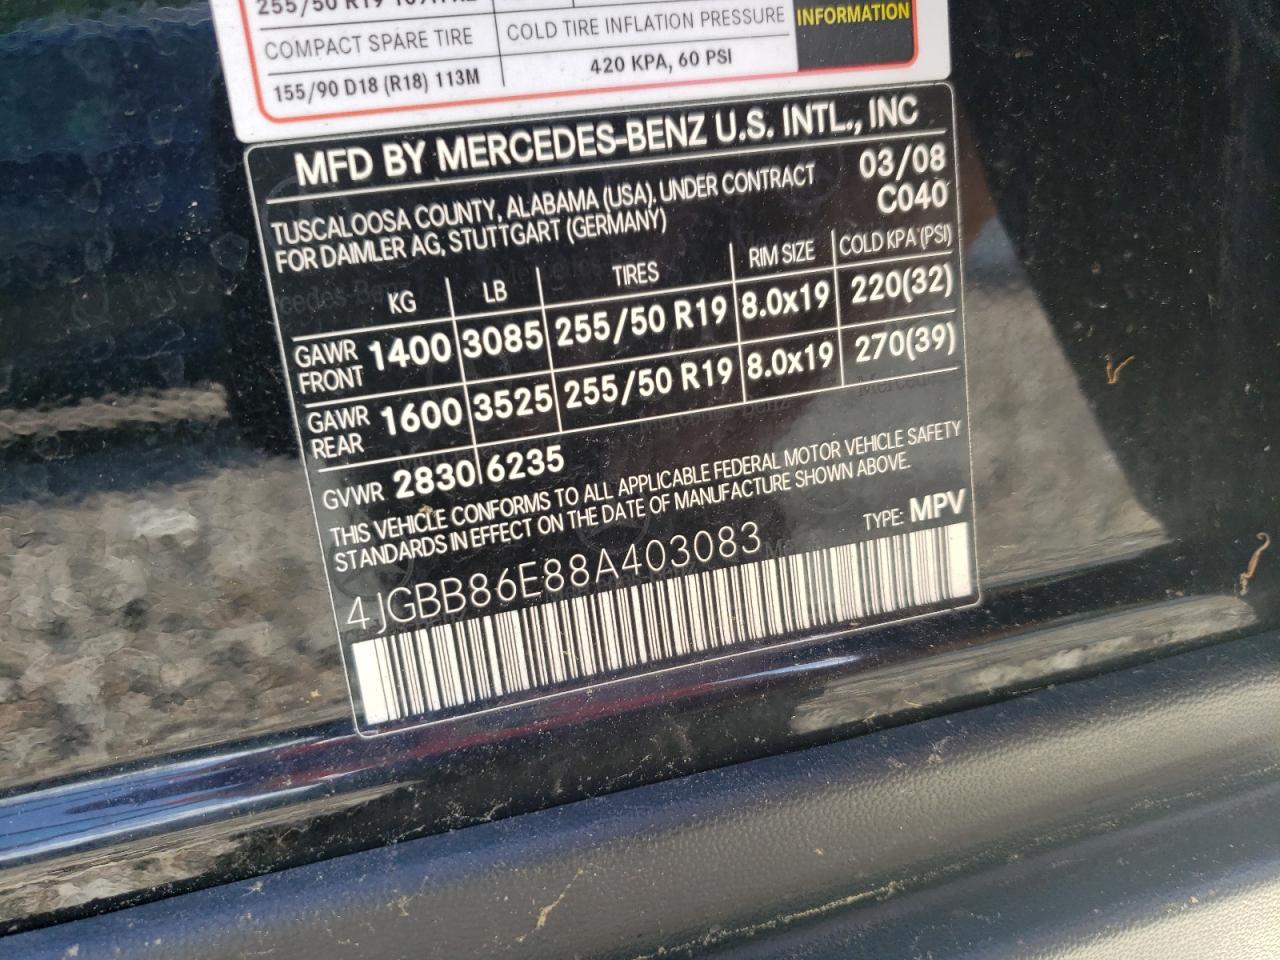 255/50 R19
COMPACT SPARE TIRE
COLD TIRE INFLATION PRESSURE
INFORMATION
155/90 D18 (R18) 113M
420 KPA, 60 PSI
MFD BY MERCEDES-BENZ U.S. INTL., INC
TUSCALOOSA COUNTY, ALABAMA (USA). UNDER CONTRACT 03/08
FOR DAIMLER AG, STUTTGART (GERMANY) C040
KG LB TIRES RIM SIZE COLD KPA (PSI)
GAWR FRONT 1400 3085 255/50 R19 8.0x19 220(32)
GAWR REAR 1600 3525 255/50 R19 8.0x19 270(39)
GVWR 2830 6235
THIS VEHICLE CONFORMS TO ALL APPLICABLE FEDERAL MOTOR VEHICLE SAFETY
STANDARDS IN EFFECT ON THE DATE OF MANUFACTURE SHOWN ABOVE.
TYPE: MPV
4JGBB86E88A403083